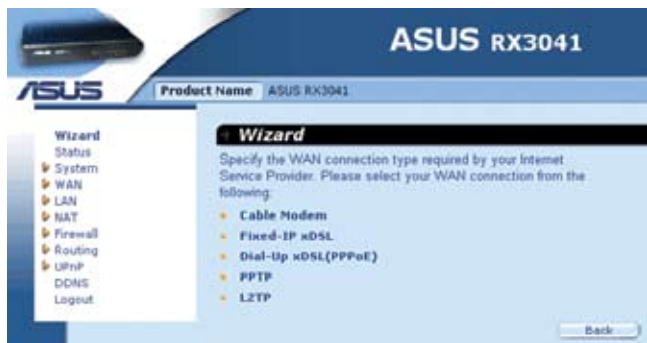 ASUS RX3041
ASUS
Product Name ASUS RX3041
Wizard
Status
System
WAN
LAN
NAT
Firewall
Routing
UPnP
DDNS
Logout
Wizard
Specify the WAN connection type required by your Internet
Service Provider. Please select your WAN connection from the
following:
Cable Modem
Fixed-IP xDSL
Dial-Up xDSL(PPPoE)
PPTP
L2TP
Back